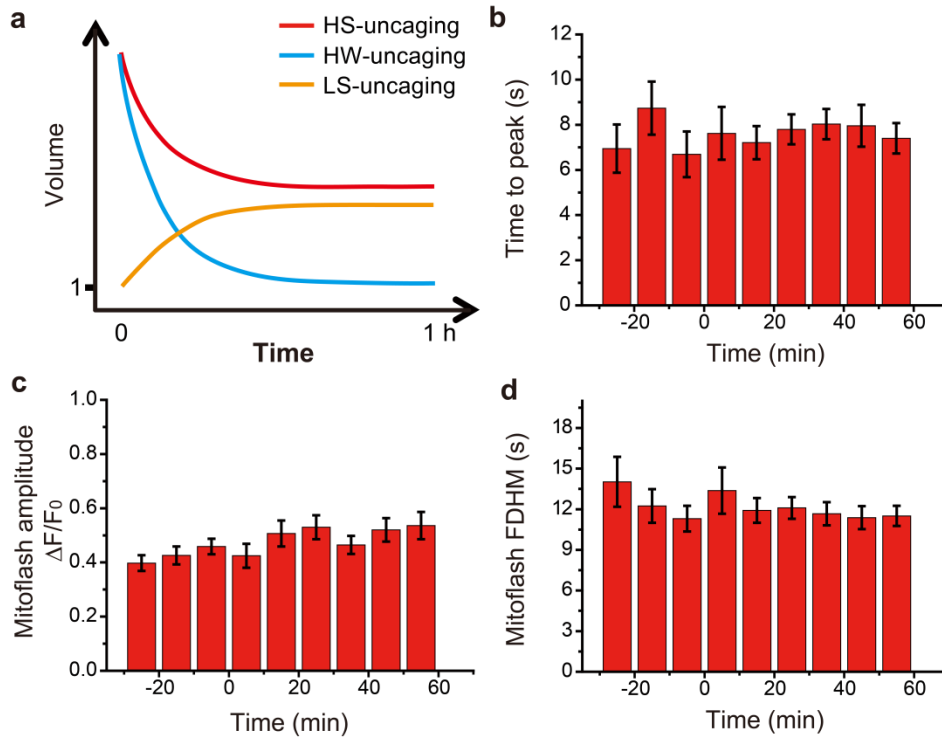 a
HS-uncaging
HW-uncaging
LS-uncaging
Volume
1
0
1 h
Time
b
Time to peak (s)
14
12
10
8
6
4
2
0
-20 0 20 40 60
Time (min)
c
Mitoflash amplitude
ΔF/F₀
1.0
0.8
0.6
0.4
0.2
0.0
-20 0 20 40 60
Time (min)
d
Mitoflash FDHM (s)
18
15
12
9
6
3
0
-20 0 20 40 60
Time (min)